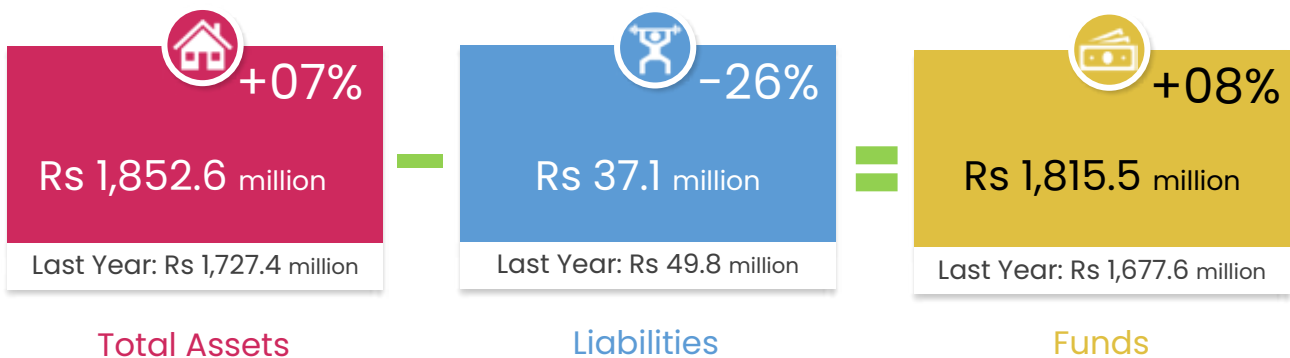 +07%
Rs 1,852.6 million
Last Year: Rs 1,727.4 million
Total Assets
-26%
Rs 37.1 million
Last Year: Rs 49.8 million
Liabilities
+08%
Rs 1,815.5 million
Last Year: Rs 1,677.6 million
Funds